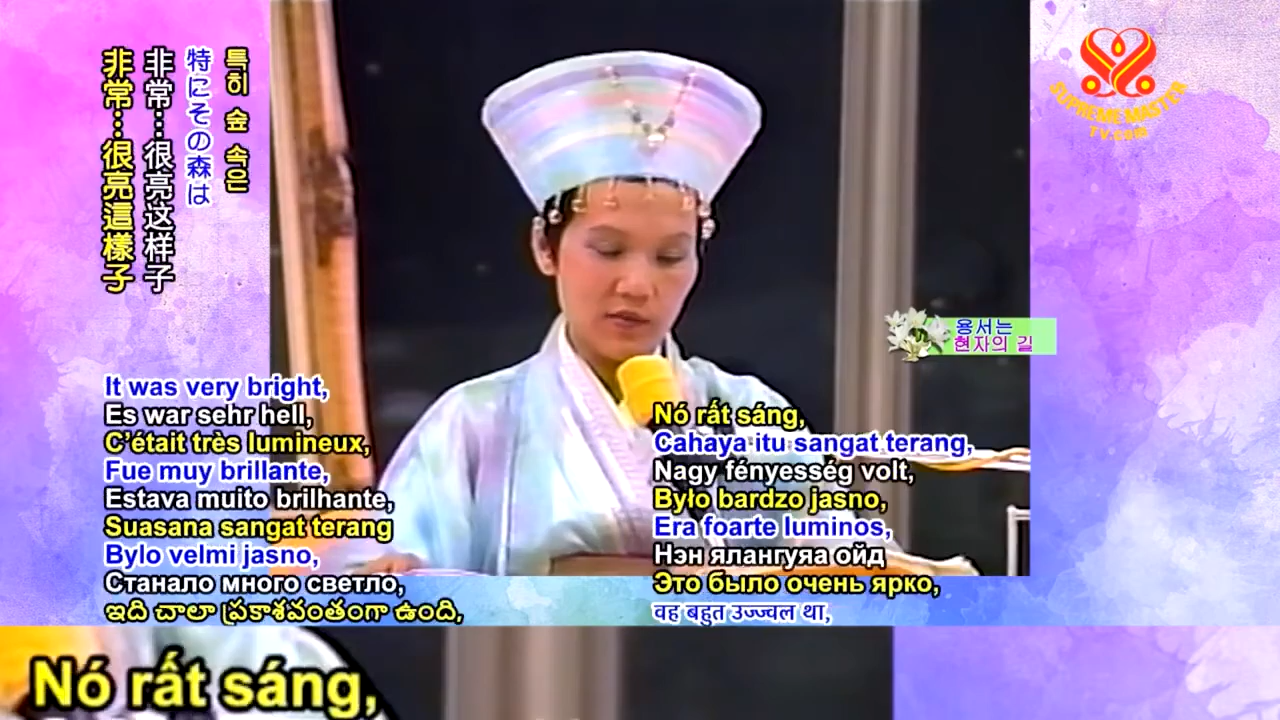 非常…很亮這樣子
非常…很亮这样子
特にその森は
특히 숲 속은
SUPREME MASTER
TV.COM
용서는
현자의 길
It was very bright,
Es war sehr hell,
C'était très lumineux,
Fue muy brillante,
Estava muito brilhante,
Suasana sangat terang
Bylo velmi jasno,
Станало много светло,
ఇది చాలా ప్రకాశవంతంగా ఉంది,
Nó rất sáng,
Cahaya itu sangat terang,
Nagy fényesség volt,
Było bardzo jasno,
Era foarte luminos,
Нэн ялангуяа ойд
Это было очень ярко,
वह बहुत उज्ज्वल था,
Nó rất sáng,